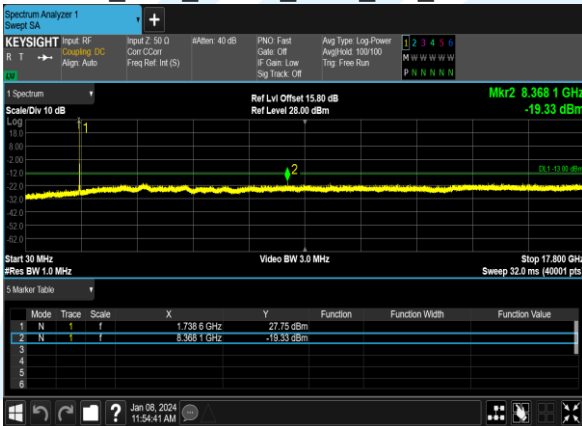 Spectrum Analyzer 1
Swept SA
+
KEYSIGHT Input: RF Input Z: 50 Ω #Atten: 40 dB PNO: Fast Avg Type: Log-Power 1 2 3 4 5 6
R T Coupling: DC Corr CCorr Gate: Off Avg|Hold: 100/100 M W W W W W
Align: Auto Freq Ref: Int (S) IF Gain: Low Trig: Free Run
LU Sig Track: Off P N N N N N
1 Spectrum Ref Lvl Offset 15.80 dB Mkr2 8.368 1 GHz
Scale/Div 10 dB Ref Level 28.00 dBm -19.33 dBm
Log
1
18.0
8.00
-2.00
2
-12.0 DL1 -13.00 dBm
-22.0
-32.0
-42.0
-52.0
-62.0
Start 30 MHz Video BW 3.0 MHz Stop 17.800 GHz
#Res BW 1.0 MHz Sweep 32.0 ms (40001 pts
5 Marker Table
Mode Trace Scale X Y Function Function Width Function Value
1 N 1 f 1.738 6 GHz 27.75 dBm
2 N 1 f 8.368 1 GHz -19.33 dBm
3
4
5
6
? Jan 08, 2024
11:54:41 AM